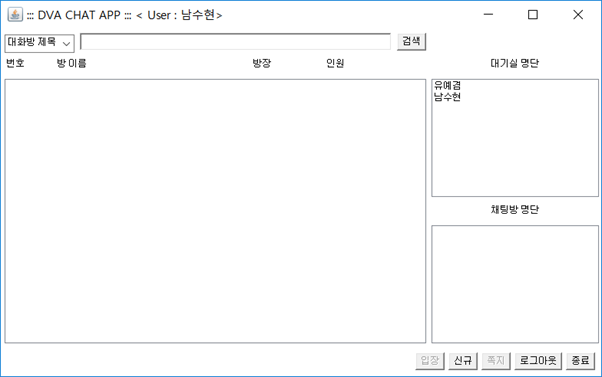 ::: DVA CHAT APP ::: < User : 남수현>
대화방 제목 검색
번호 방 이름 방장 인원 대기실 명단
유예겸
남수현
채팅방 명단
입장 신규 쪽지 로그아웃 종료